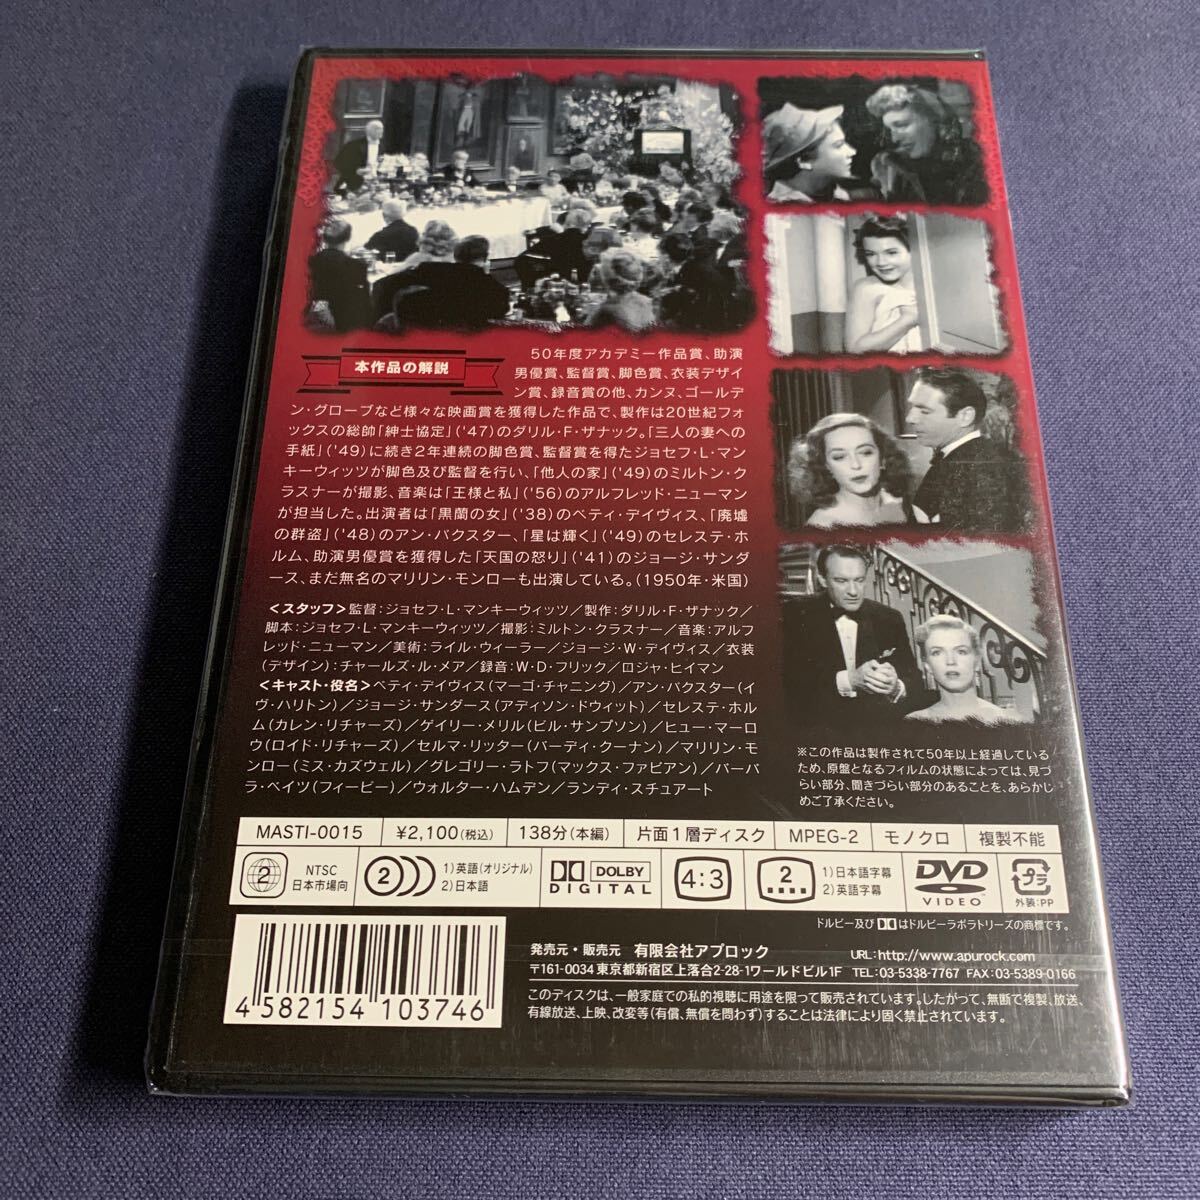 本作品の解説
50年度アカデミー作品賞、助演
男優賞、監督賞、脚色賞、衣装デザイ
ン賞、録音賞の他、カンヌ、ゴールデ
ン・グローブなど様々な映画賞を獲得した作品で、製作は20世紀フォ
ックスの総帥「紳士協定」('47)のダリル・F・ザナック。「三人の妻への
手紙」('49)に続き2年連続の脚色賞、監督賞を得たジョセフ・L・マン
キーウィッツが脚色及び監督を行い、「他人の家」('49)のミルトン・ク
ラスナーが撮影、音楽は「王様と私」('56)のアルフレッド・ニューマン
が担当した。出演者は「黒蘭の女」('38)のベティ・デイヴィス、「廃墟
の群盗」('48)のアン・バクスター、「星は輝く」('49)のセレステ・ホ
ルム、助演男優賞を獲得した「天国の怒り」('41)のジョージ・サンダ
ース、まだ無名のマリリン・モンローも出演している。(1950年・米国)
<スタッフ>監督:ジョセフ・L・マンキーウィッツ/製作:ダリル・F・ザナック/
脚本:ジョセフ・L・マンキーウィッツ/撮影:ミルトン・クラスナー/音楽:アルフ
レッド・ニューマン/美術:ライル・ウィーラー/ジョージ・W・デイヴィス/衣装
(デザイン):チャールズ・ル・メア/録音:W・D・フリック/ロジャ・ヒイマン
<キャスト・役名>ベティ・デイヴィス(マーゴ・チャニング)/アン・バクスター(イ
ヴ・ハリトン)/ジョージ・サンダース(アディソン・ドウィット)/セレステ・ホル
ム(カレン・リチャーズ)/ゲイリー・メリル(ビル・サンプソン)/ヒュー・マーロ
ウ(ロイド・リチャーズ)/セルマ・リッター(バーディ・クーナン)/マリリン・モ
ンロー(ミス・カズウェル)/グレゴリー・ラトフ(マックス・ファビアン)/バーバ
ラ・ベイツ(フィービー)/ウォルター・ハムデン/ランディ・スチュアート
※この作品は製作されて50年以上経過している
ため、原盤となるフィルムの状態によっては、見づ
らい部分、聞きづらい部分のあることを、あらかじ
めご了承ください。
MASTI-0015 ¥2,100(税込) 138分(本編) 片面1層ディスク MPEG-2 モノクロ 複製不能
2 NTSC 日本市場向
2 1)英語(オリジナル) 2)日本語
DOLBY DIGITAL
4:3
2 1)日本語字幕 2)英語字幕
DVD VIDEO
プラ 外装:PP
ドルビー及びDDはドルビーラボラトリーズの商標です。
発売元・販売元 有限会社アプロック URL:http://www.apurock.com
〒161-0034 東京都新宿区上落合2-28-1ワールドビル1F TEL:03-5338-7767 FAX:03-5389-0166
このディスクは、一般家庭での私的視聴に用途を限って販売されています。したがって、無断で複製、放送、
有線放送、上映、改変等(有償、無償を問わず)することは法律により固く禁止されています。
4 582154 103746